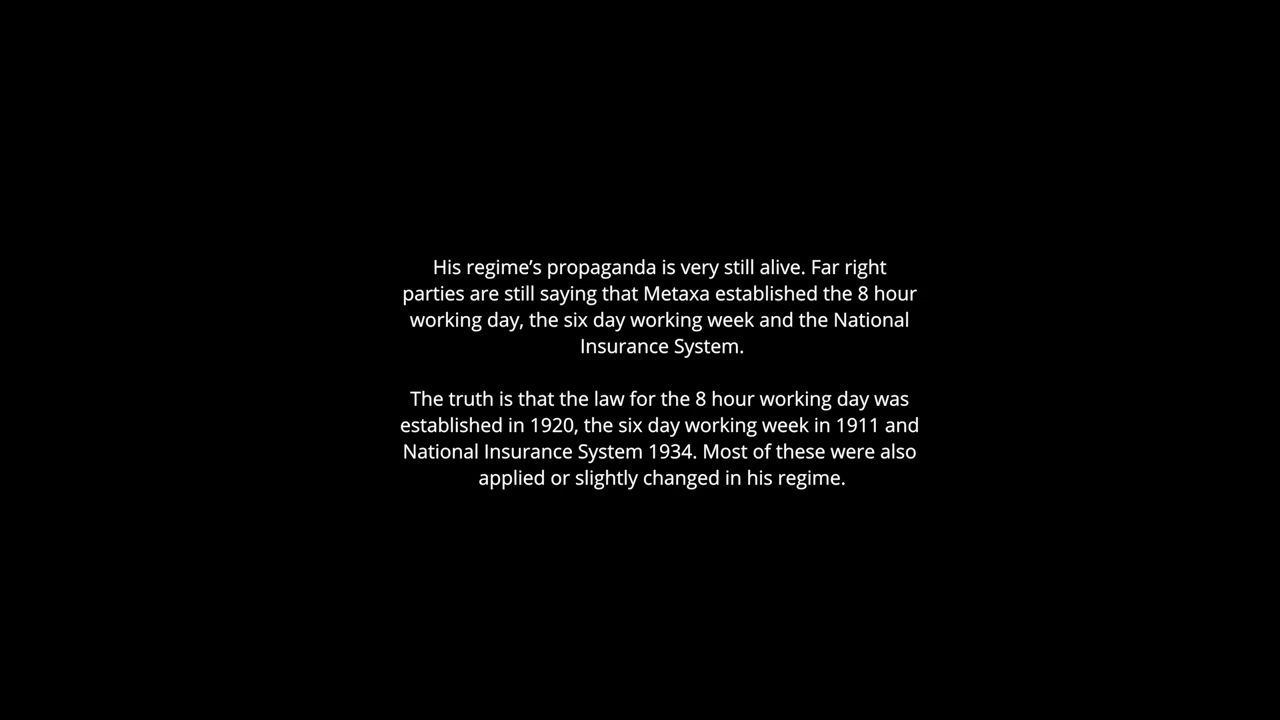 His regime’s propaganda is very still alive. Far right
parties are still saying that Metaxa established the 8 hour
working day, the six day working week and the National
Insurance System.
The truth is that the law for the 8 hour working day was
established in 1920, the six day working week in 1911 and
National Insurance System 1934. Most of these were also
applied or slightly changed in his regime.